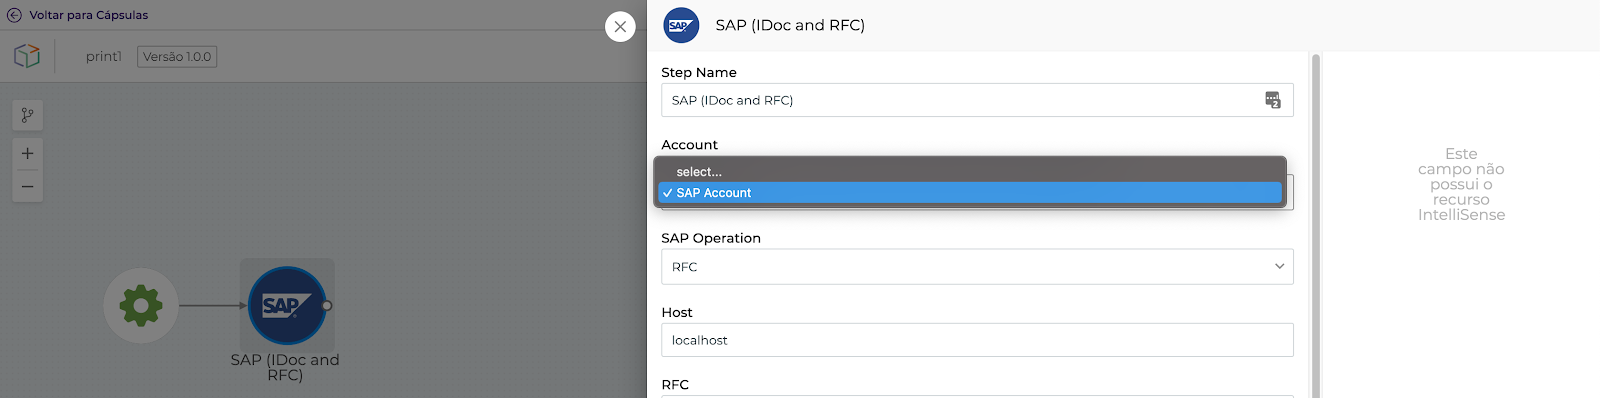 Voltar para Cápsulas
print1 Versão 1.0.0
SAP
SAP (IDoc and
RFC)
SAP
SAP (IDoc and RFC)
Step Name
SAP (IDoc and RFC)
2
Account
select...
SAP Account
SAP Operation
RFC
Host
localhost
RFC
Este
campo não
possui o
recurso
IntelliSense